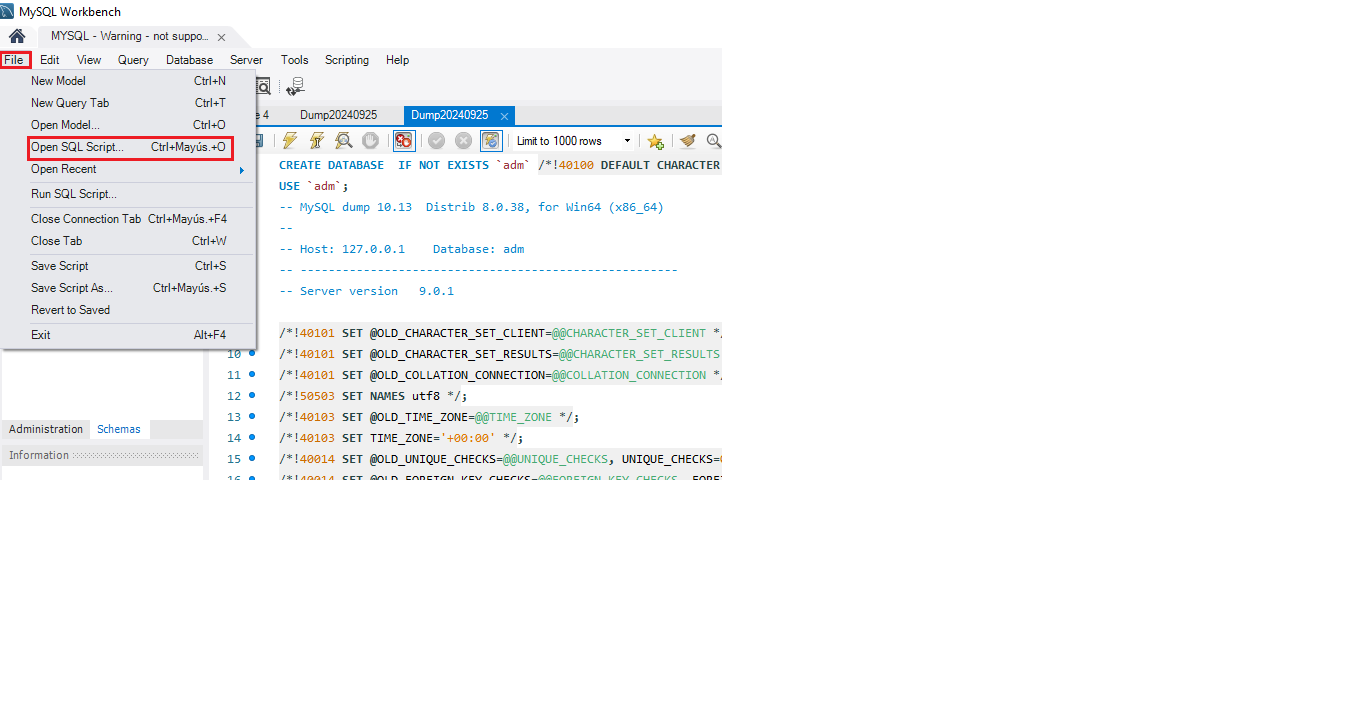 MySQL Workbench
MYSQL - Warning - not suppo...
File Edit View Query Database Server Tools Scripting Help
New Model Ctrl+N
New Query Tab Ctrl+T
Open Model... Ctrl+O
Open SQL Script... Ctrl+Mayús.+O
Open Recent
Run SQL Script...
Close Connection Tab Ctrl+Mayús.+F4
Close Tab Ctrl+W
Save Script Ctrl+S
Save Script As... Ctrl+Mayús.+S
Revert to Saved
Exit Alt+F4
e 4 Dump20240925 Dump20240925
Limit to 1000 rows
CREATE DATABASE  IF NOT EXISTS `adm` /*!40100 DEFAULT CHARACTER
USE `adm`;
-- MySQL dump 10.13  Distrib 8.0.38, for Win64 (x86_64)
--
-- Host: 127.0.0.1    Database: adm
-- ------------------------------------------------------
-- Server version   9.0.1
/*!40101 SET @OLD_CHARACTER_SET_CLIENT=@@CHARACTER_SET_CLIENT *
10 /*!40101 SET @OLD_CHARACTER_SET_RESULTS=@@CHARACTER_SET_RESULTS
11 /*!40101 SET @OLD_COLLATION_CONNECTION=@@COLLATION_CONNECTION *
12 /*!50503 SET NAMES utf8 */;
13 /*!40103 SET @OLD_TIME_ZONE=@@TIME_ZONE */;
14 /*!40103 SET TIME_ZONE='+00:00' */;
15 /*!40014 SET @OLD_UNIQUE_CHECKS=@@UNIQUE_CHECKS, UNIQUE_CHECKS=
16 /*!40014 SET @OLD_FOREIGN_KEY_CHECKS=@@FOREIGN_KEY_CHECKS, FORE
Administration Schemas
Information